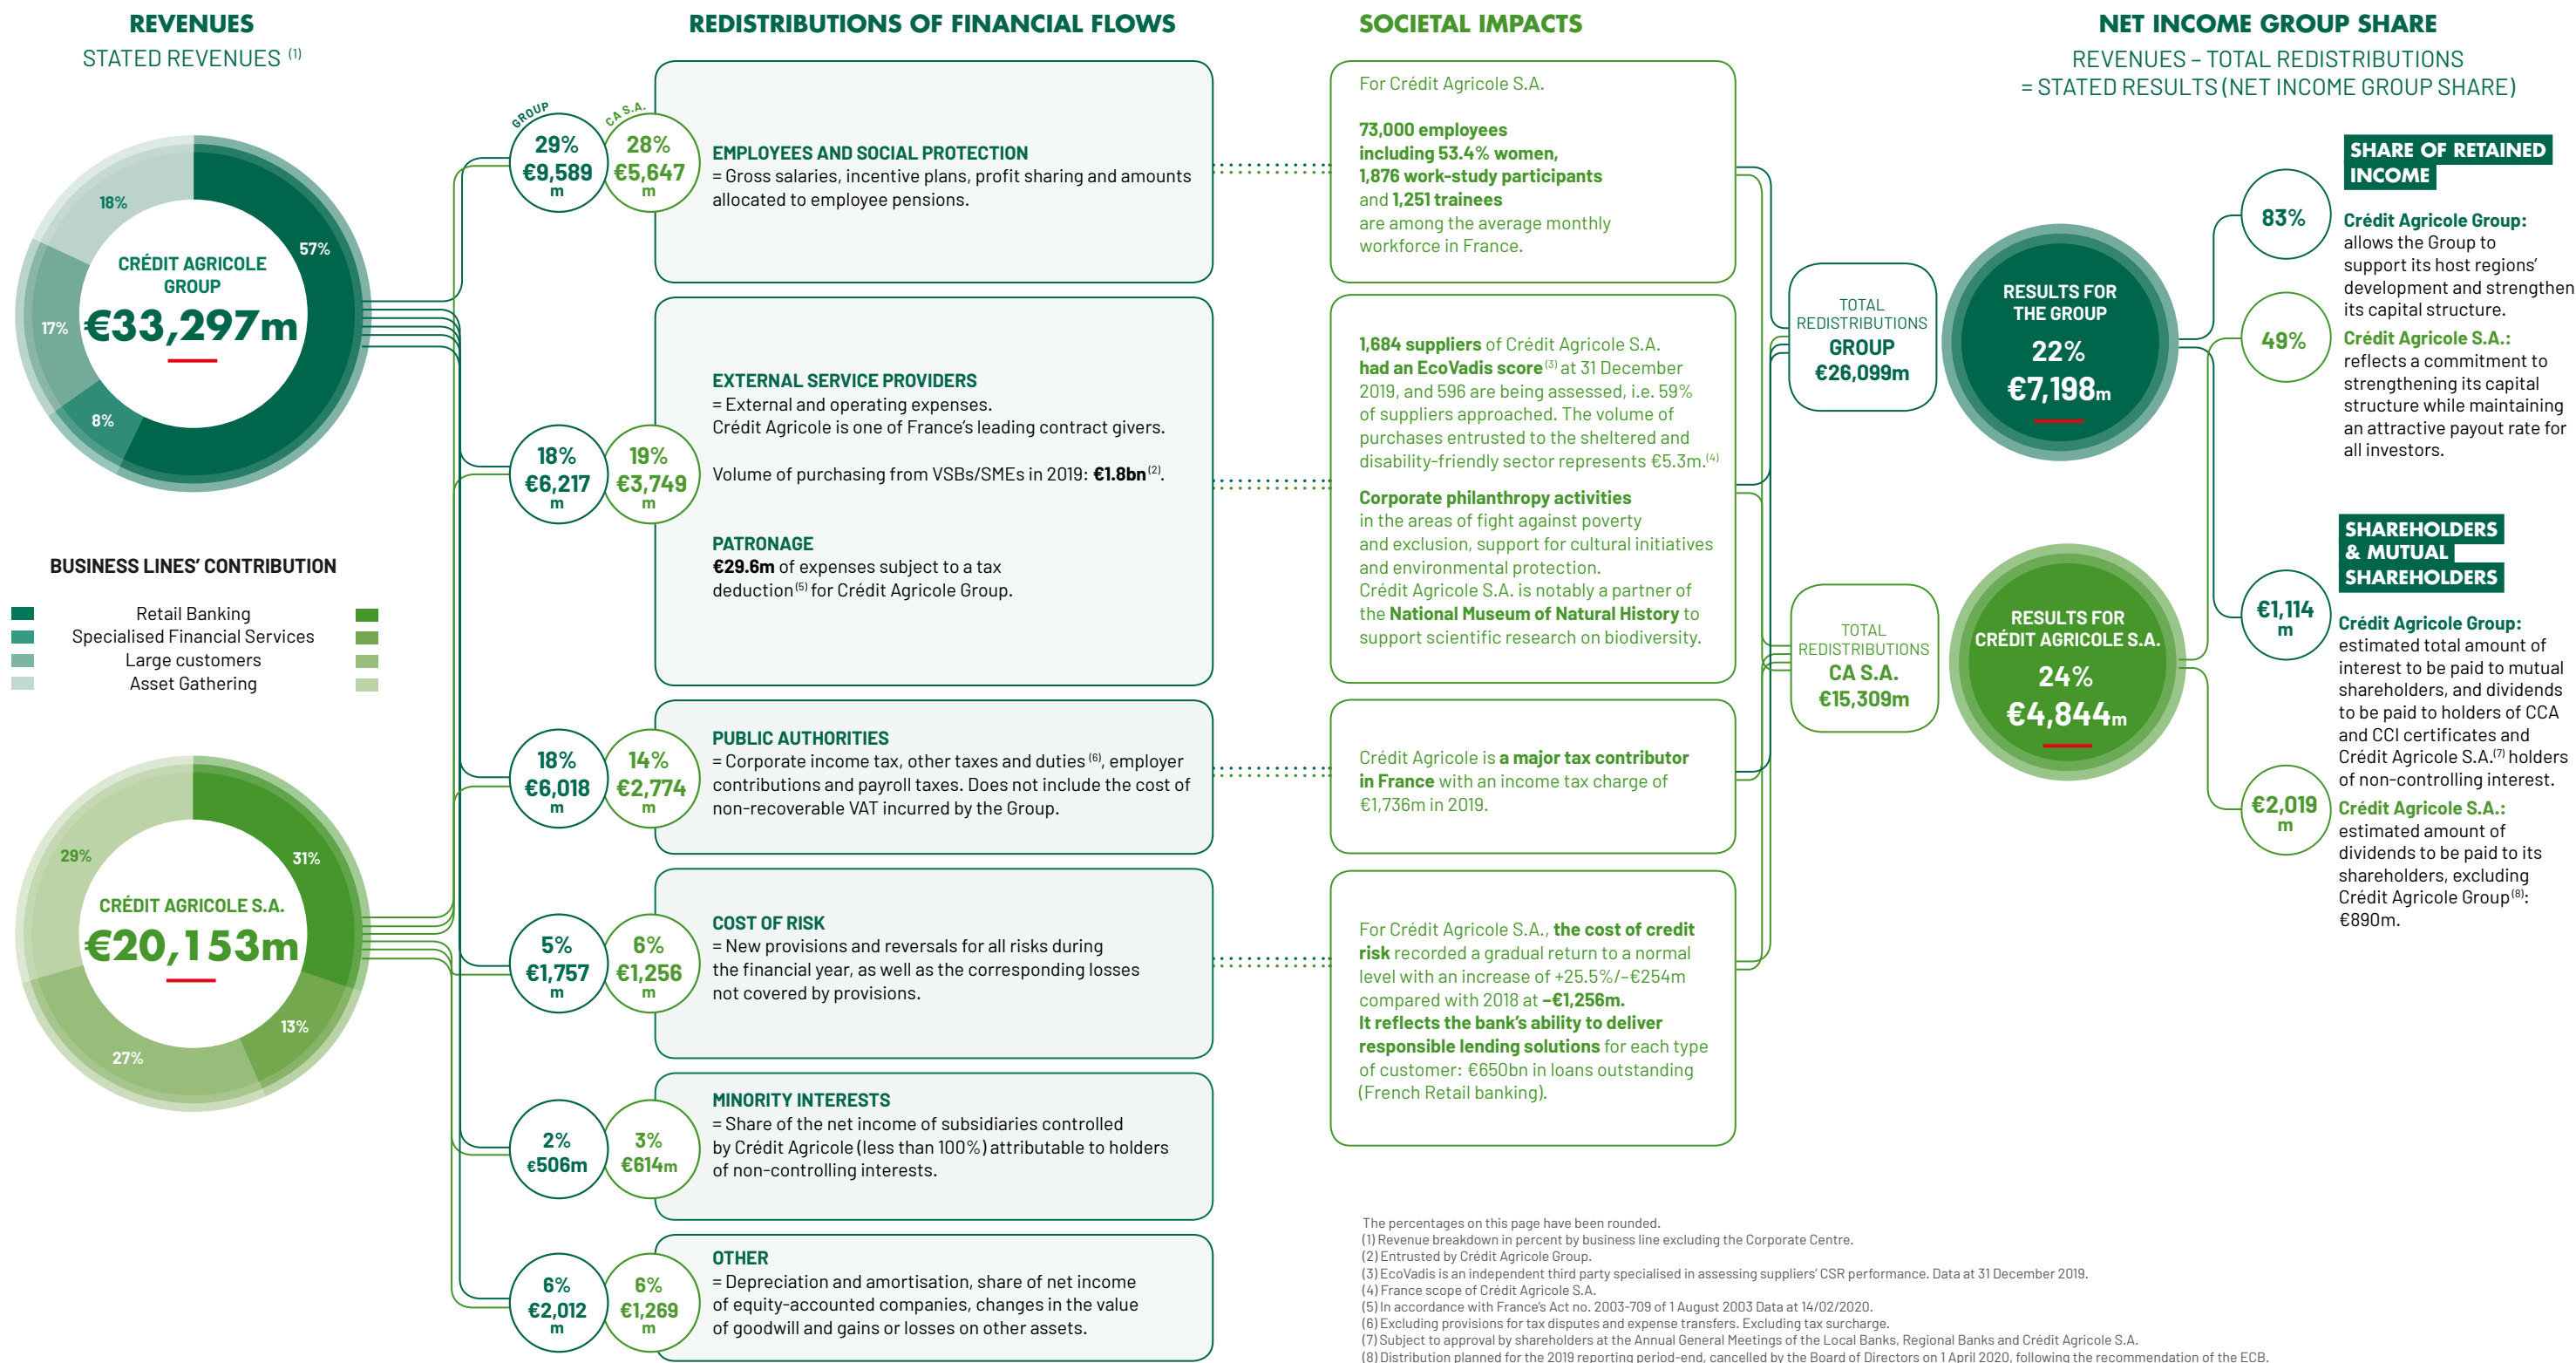 REVENUES
STATED REVENUES (1)
CRÉDIT AGRICOLE
GROUP
€33,297m
57%
18%
17%
8%
BUSINESS LINES’ CONTRIBUTION
Retail Banking
Specialised Financial Services
Large customers
Asset Gathering
CRÉDIT AGRICOLE S.A.
€20,153m
31%
29%
13%
27%
REDISTRIBUTIONS OF FINANCIAL FLOWS
GROUP
CA S.A.
29%
€9,589
m
28%
€5,647
m
EMPLOYEES AND SOCIAL PROTECTION
= Gross salaries, incentive plans, profit sharing and amounts
allocated to employee pensions.
18%
€6,217
m
19%
€3,749
m
EXTERNAL SERVICE PROVIDERS
= External and operating expenses.
Crédit Agricole is one of France’s leading contract givers.
Volume of purchasing from VSBs/SMEs in 2019: €1.8bn (2).
PATRONAGE
€29.6m of expenses subject to a tax
deduction (5) for Crédit Agricole Group.
18%
€6,018
m
14%
€2,774
m
PUBLIC AUTHORITIES
= Corporate income tax, other taxes and duties (6), employer
contributions and payroll taxes. Does not include the cost of
non-recoverable VAT incurred by the Group.
5%
€1,757
m
6%
€1,256
m
COST OF RISK
= New provisions and reversals for all risks during
the financial year, as well as the corresponding losses
not covered by provisions.
2%
€506m
3%
€614m
MINORITY INTERESTS
= Share of the net income of subsidiaries controlled
by Crédit Agricole (less than 100%) attributable to holders
of non-controlling interests.
6%
€2,012
m
6%
€1,269
m
OTHER
= Depreciation and amortisation, share of net income
of equity-accounted companies, changes in the value
of goodwill and gains or losses on other assets.
SOCIETAL IMPACTS
For Crédit Agricole S.A.
73,000 employees
including 53.4% women,
1,876 work-study participants
and 1,251 trainees
are among the average monthly
workforce in France.
1,684 suppliers of Crédit Agricole S.A.
had an EcoVadis score (3) at 31 December
2019, and 596 are being assessed, i.e. 59%
of suppliers approached. The volume of
purchases entrusted to the sheltered and
disability-friendly sector represents €5.3m.(4)
Corporate philanthropy activities
in the areas of fight against poverty
and exclusion, support for cultural initiatives
and environmental protection.
Crédit Agricole S.A. is notably a partner of
the National Museum of Natural History to
support scientific research on biodiversity.
Crédit Agricole is a major tax contributor
in France with an income tax charge of
€1,736m in 2019.
For Crédit Agricole S.A., the cost of credit
risk recorded a gradual return to a normal
level with an increase of +25.5%/–€254m
compared with 2018 at –€1,256m.
It reflects the bank’s ability to deliver
responsible lending solutions for each type
of customer: €650bn in loans outstanding
(French Retail banking).
TOTAL
REDISTRIBUTIONS
GROUP
€26,099m
TOTAL
REDISTRIBUTIONS
CA S.A.
€15,309m
NET INCOME GROUP SHARE
REVENUES – TOTAL REDISTRIBUTIONS
= STATED RESULTS (NET INCOME GROUP SHARE)
RESULTS FOR
THE GROUP
22%
€7,198m
RESULTS FOR
CRÉDIT AGRICOLE S.A.
24%
€4,844m
SHARE OF RETAINED
INCOME
83%
Crédit Agricole Group:
allows the Group to
support its host regions’
development and strengthen
its capital structure.
49%
Crédit Agricole S.A.:
reflects a commitment to
strengthening its capital
structure while maintaining
an attractive payout rate for
all investors.
SHAREHOLDERS
& MUTUAL
SHAREHOLDERS
€1,114
m
Crédit Agricole Group:
estimated total amount of
interest to be paid to mutual
shareholders, and dividends
to be paid to holders of CCA
and CCI certificates and
Crédit Agricole S.A.(7) holders
of non-controlling interest.
€2,019
m
Crédit Agricole S.A.:
estimated amount of
dividends to be paid to its
shareholders, excluding
Crédit Agricole Group (8):
€890m.
The percentages on this page have been rounded.
(1) Revenue breakdown in percent by business line excluding the Corporate Centre.
(2) Entrusted by Crédit Agricole Group.
(3) EcoVadis is an independent third party specialised in assessing suppliers’ CSR performance. Data at 31 December 2019.
(4) France scope of Crédit Agricole S.A.
(5) In accordance with France’s Act no. 2003-709 of 1 August 2003 Data at 14/02/2020.
(6) Excluding provisions for tax disputes and expense transfers. Excluding tax surcharge.
(7) Subject to approval by shareholders at the Annual General Meetings of the Local Banks, Regional Banks and Crédit Agricole S.A.
(8) Distribution planned for the 2019 reporting period-end, cancelled by the Board of Directors on 1 April 2020, following the recommendation of the ECB.